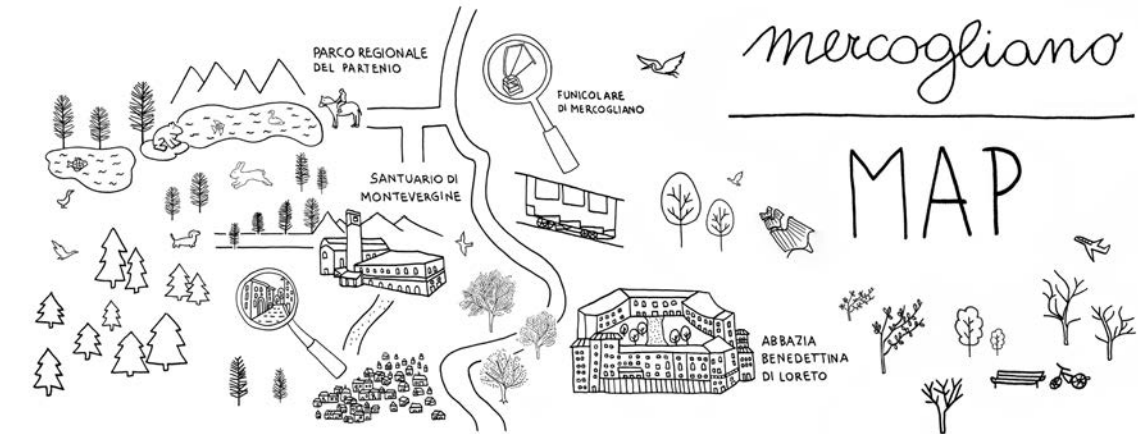 mercogliano
MAP
PARCO REGIONALE
DEL PARTENIO
FUNICOLARE
DI MERCOGLIANO
SANTUARIO DI
MONTEVERGINE
ABBAZIA
BENEDETTINA
DI LORETO